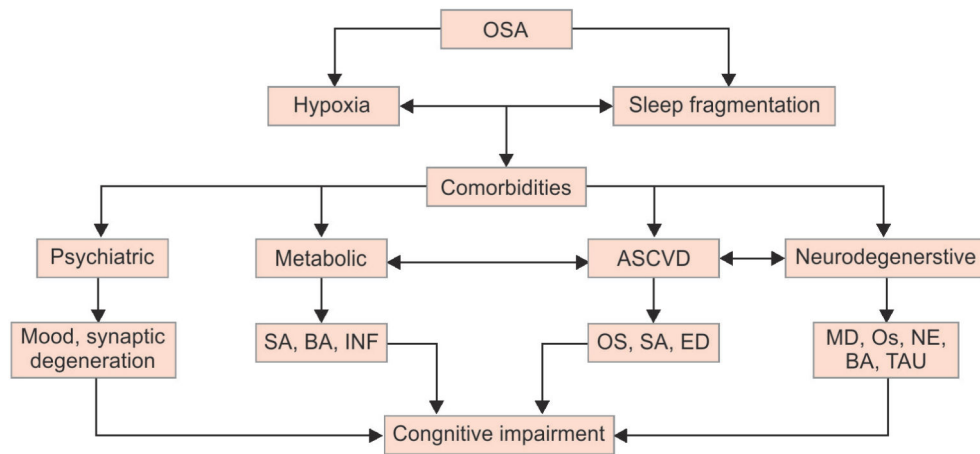 OSA
Hypoxia
Sleep fragmentation
Comorbidities
Psychiatric
Metabolic
ASCVD
Neurodegenerstive
Mood, synaptic
degeneration
SA, BA, INF
OS, SA, ED
MD, Os, NE,
BA, TAU
Congnitive impairment